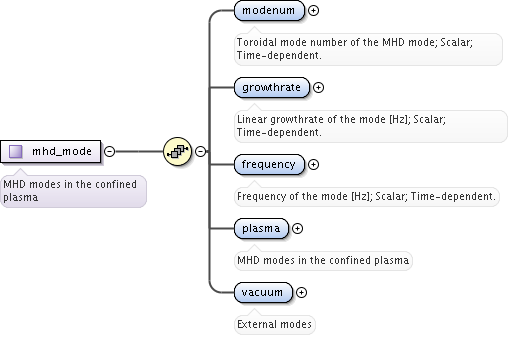 modenum
Toroidal mode number of the MHD mode; Scalar;
Time-dependent.
growthrate
Linear growthrate of the mode [Hz]; Scalar;
Time-dependent.
mhd_mode
MHD modes in the confined
plasma
frequency
Frequency of the mode [Hz]; Scalar; Time-dependent.
plasma
MHD modes in the confined plasma
vacuum
External modes